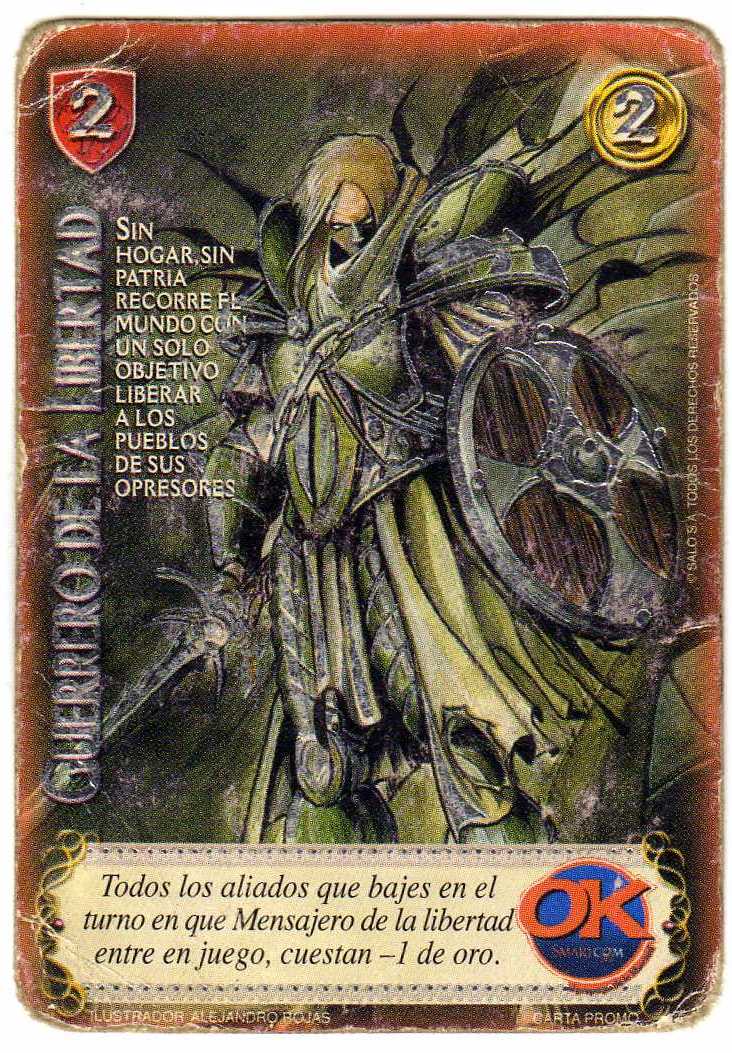 2
2
GUERRERO DE LA LIBERTAD
SIN
HOGAR, SIN
PATRIA
RECORRE EL
MUNDO CON
UN SOLO
OBJETIVO
LIBERAR
A LOS
PUEBLOS
DE SUS
OPRESORES
© SALO S.A. TODOS LOS DERECHOS RESERVADOS
Todos los aliados que bajes en el
turno en que Mensajero de la libertad
entre en juego, cuestan –1 de oro.
OK
SMARTCOM
ILUSTRADOR ALEJANDRO ROJAS
CARTA PROMO